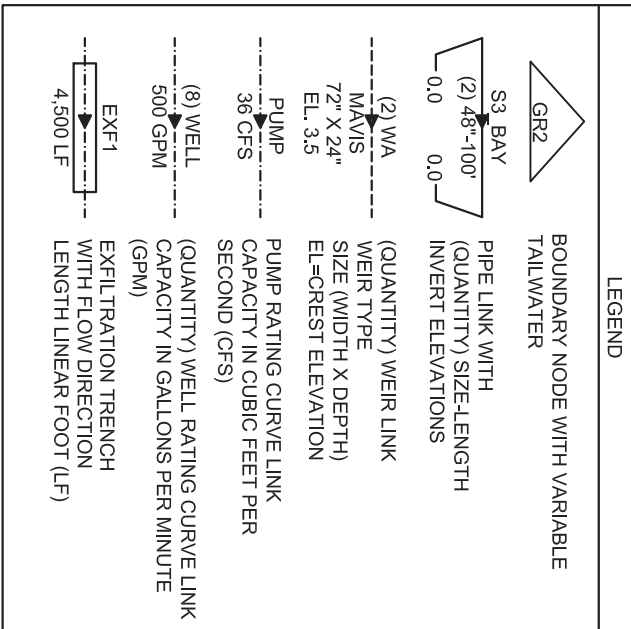 LEGEND
GR2
BOUNDARY NODE WITH VARIABLE
TAILWATER
S3_BAY
(2) 48"-100'
0.0 0.0
PIPE LINK WITH
(QUANTITY) SIZE-LENGTH
INVERT ELEVATIONS
(2) WA
MAVIS
72" X 24"
EL. 3.5
(QUANTITY) WEIR LINK
WEIR TYPE
SIZE (WIDTH X DEPTH)
EL=CREST ELEVATION
PUMP
36 CFS
PUMP RATING CURVE LINK
CAPACITY IN CUBIC FEET PER
SECOND (CFS)
(8) WELL
500 GPM
(QUANTITY) WELL RATING CURVE LINK
CAPACITY IN GALLONS PER MINUTE
(GPM)
EXF1
4,500 LF
EXFILTRATION TRENCH
WITH FLOW DIRECTION
LENGTH LINEAR FOOT (LF)